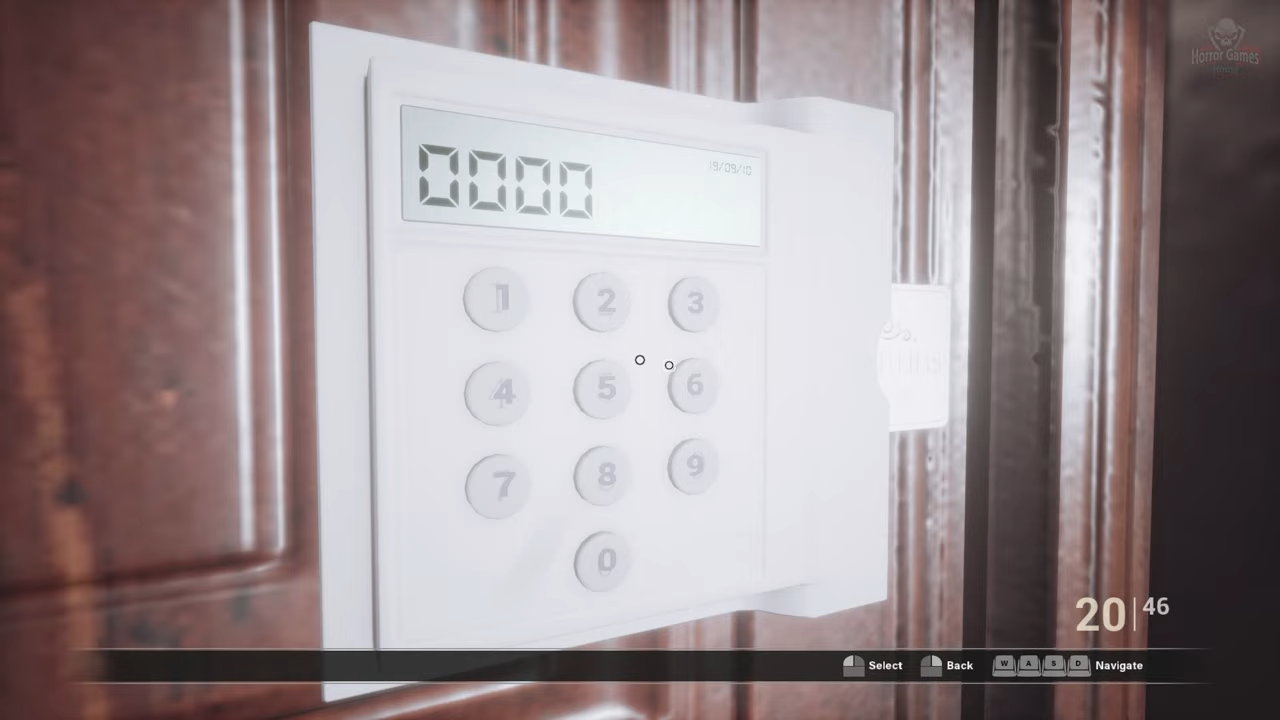 Horror Games
House
0000
19/09/10
1 2 3
4 5 6
7 8 9
0
20 | 46
Select Back W A S D Navigate